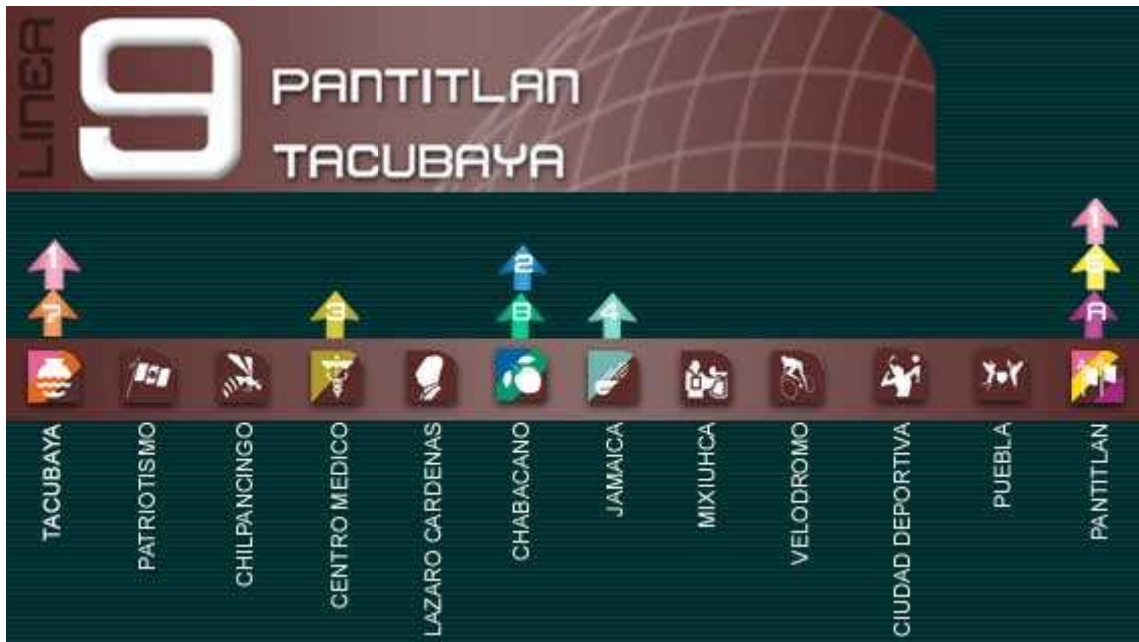 LINEA
9
PANTITLAN
TACUBAYA
1
7
3
2
8
4
1
5
A
TACUBAYA
PATRIOTISMO
CHILPANCINGO
CENTRO MEDICO
LAZARO CARDENAS
CHABACANO
JAMAICA
MIXIUHCA
VELODROMO
CIUDAD DEPORTIVA
PUEBLA
PANTITLAN